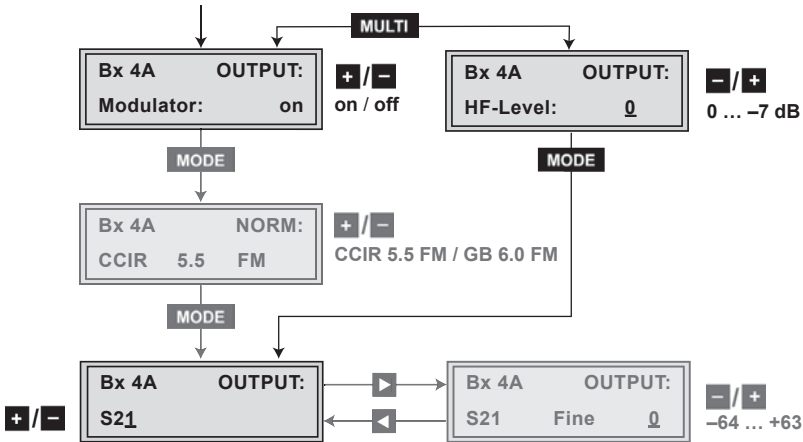 MULTI
Bx 4A OUTPUT:
Modulator: on
+/−
on / off
Bx 4A OUTPUT:
HF-Level: 0
−/+
0 … –7 dB
MODE
MODE
Bx 4A NORM:
CCIR 5.5 FM
+/−
CCIR 5.5 FM / GB 6.0 FM
MODE
+/−
Bx 4A OUTPUT:
S21
Bx 4A OUTPUT:
S21 Fine 0
−/+
–64 … +63